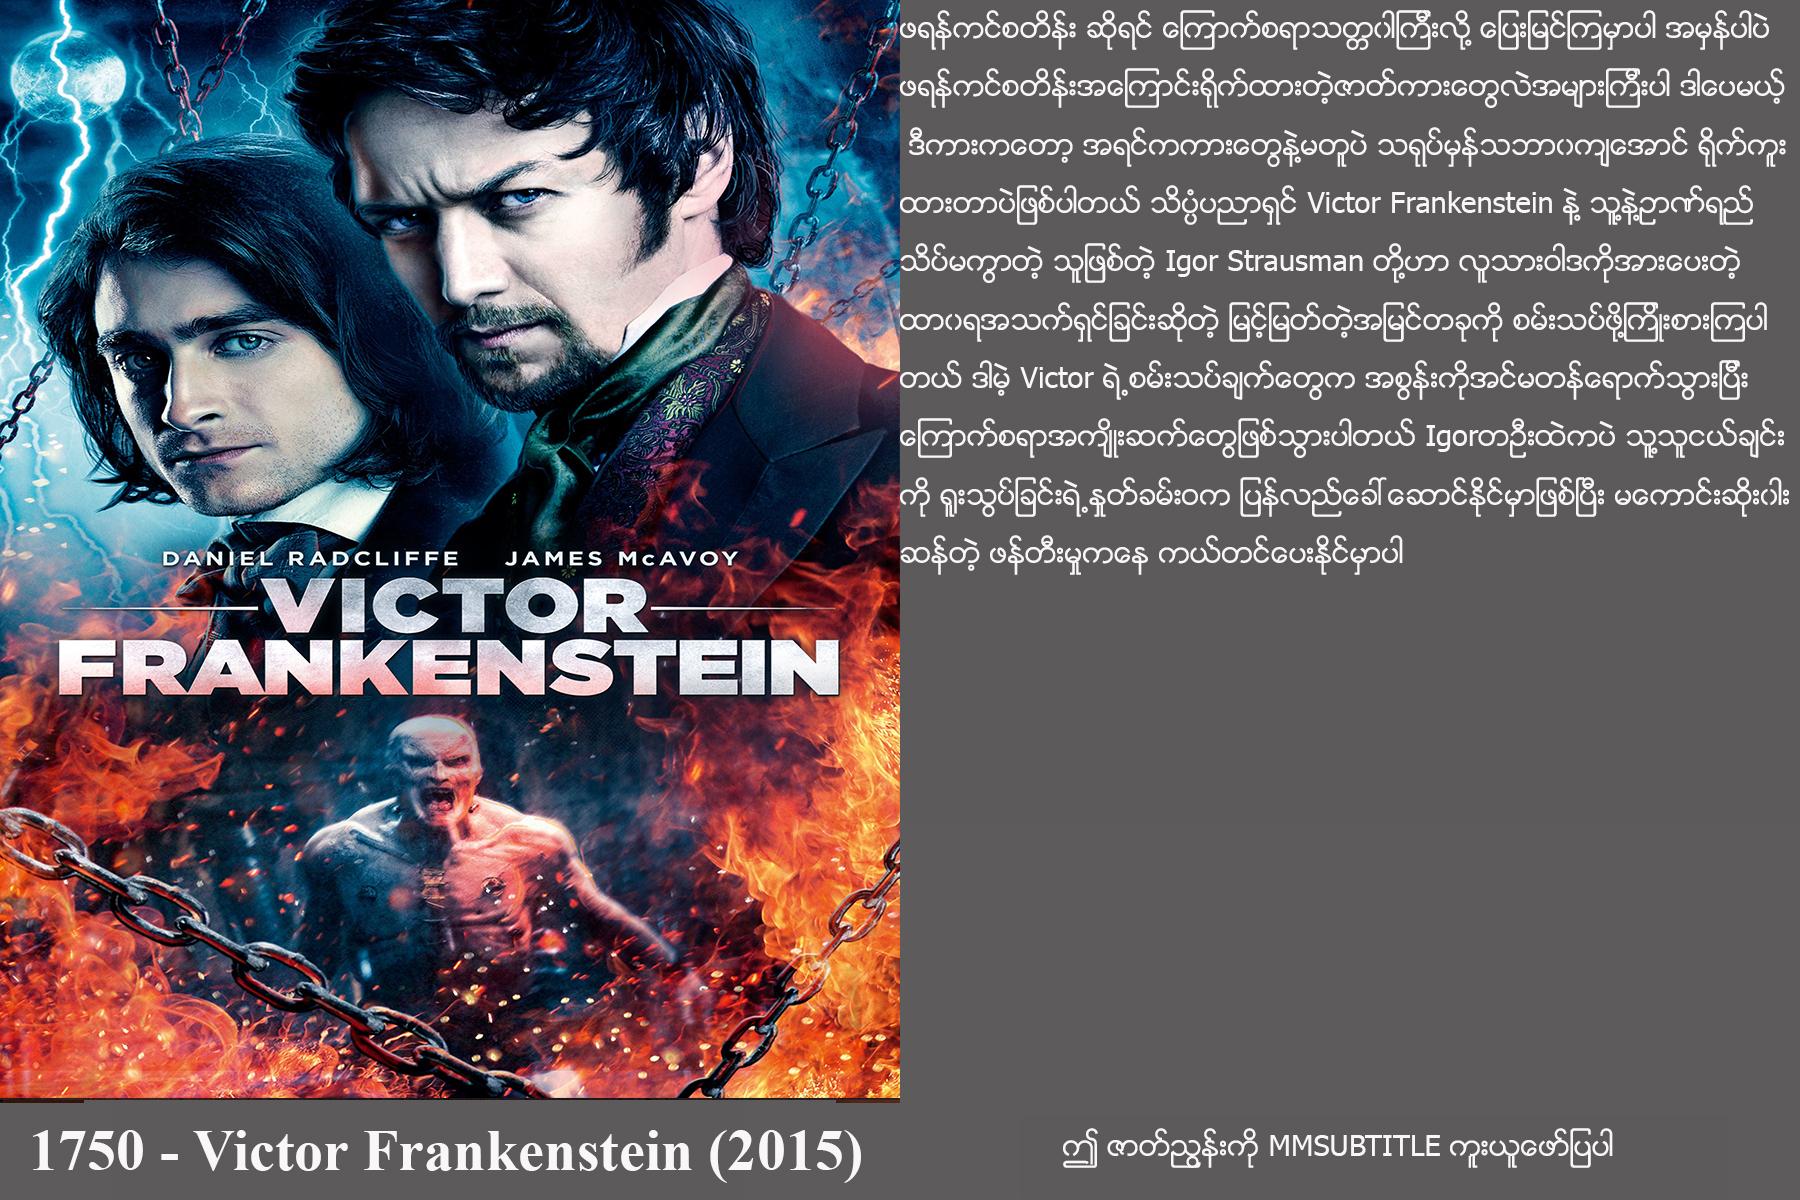 DANIEL RADCLIFFE JAMES McAVOY
VICTOR
FRANKENSTEIN
1750 - Victor Frankenstein (2015)
ဖရန်ကင်စတိန်း ဆိုရင် ကြောက်စရာသတ္တဝါကြီးလို့ ပြေးမြင်ကြမှာပါ အမှန်ပါပဲ
ဖရန်ကင်စတိန်းအကြောင်းရိုက်ထားတဲ့ဇာတ်ကားတွေလဲအများကြီးပါ ဒါပေမယ့်
ဒီကားကတော့ အရင်ကကားတွေနဲ့မတူပဲ သရုပ်မှန်သဘာ၀ကျအောင် ရိုက်ကူး
ထားတာပဲဖြစ်ပါတယ် သိပ္ပံပညာရှင် Victor Frankenstein နဲ့ သူ့နဲ့ဉာဏ်ရည်
သိပ်မကွာတဲ့ သူဖြစ်တဲ့ Igor Strausman တို့ဟာ လူသားဝါဒကိုအားပေးတဲ့
ထာ၀ရအသက်ရှင်ခြင်းဆိုတဲ့ မြင့်မြတ်တဲ့အမြင်တခုကို စမ်းသပ်ဖို့ကြိုးစားကြပါ
တယ် ဒါမဲ့ Victor ရဲ့စမ်းသပ်ချက်တွေက အစွန်းကိုအင်မတန်ရောက်သွားပြီး
ကြောက်စရာအကျိုးဆက်တွေဖြစ်သွားပါတယ် Igorတဦးထဲကပဲ သူ့သူငယ်ချင်း
ကို ရူးသွပ်ခြင်းရဲ့နှုတ်ခမ်းဝက ပြန်လည်ခေါ်ဆောင်နိုင်မှာဖြစ်ပြီး မကောင်းဆိုးဝါး
ဆန်တဲ့ ဖန်တီးမှုကနေ ကယ်တင်ပေးနိုင်မှာပါ
ဤ ဇာတ်ညွှန်းကို MMSUBTITLE ကူးယူဖော်ပြပါ